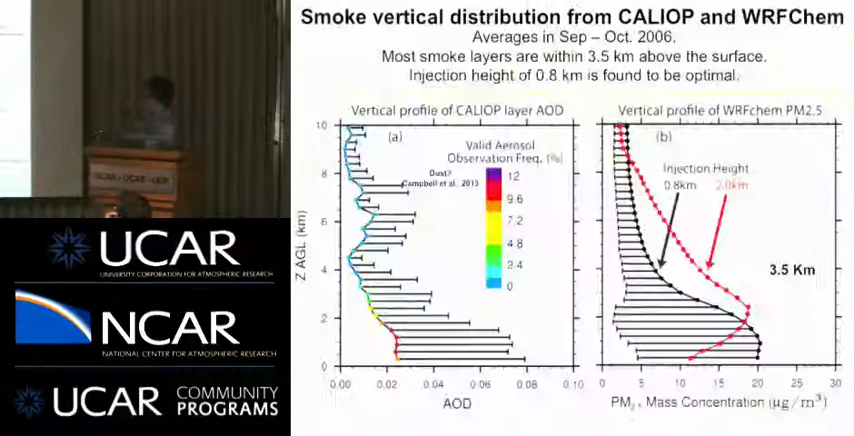 Smoke vertical distribution from CALIOP and WRFChem
Averages in Sep – Oct. 2006.
Most smoke layers are within 3.5 km above the surface.
Injection height of 0.8 km is found to be optimal.
Vertical profile of CALIOP layer AOD
(a)
Valid Aerosol
Observation Freq. (%)
Dust?
Campbell et al., 2013
12
9.6
7.2
4.8
2.4
0
Z AGL (km)
10
8
6
4
2
0
0.00 0.02 0.04 0.06 0.08 0.10
AOD
Vertical profile of WRFchem PM2.5
(b)
Injection Height
0.8km 2.0km
3.5 Km
0 5 10 15 20 25 30
Mass Concentration (μg/m³)
UCAR
UNIVERSITY CORPORATION FOR ATMOSPHERIC RESEARCH
NCAR
NATIONAL CENTER FOR ATMOSPHERIC RESEARCH
UCAR COMMUNITY
PROGRAMS